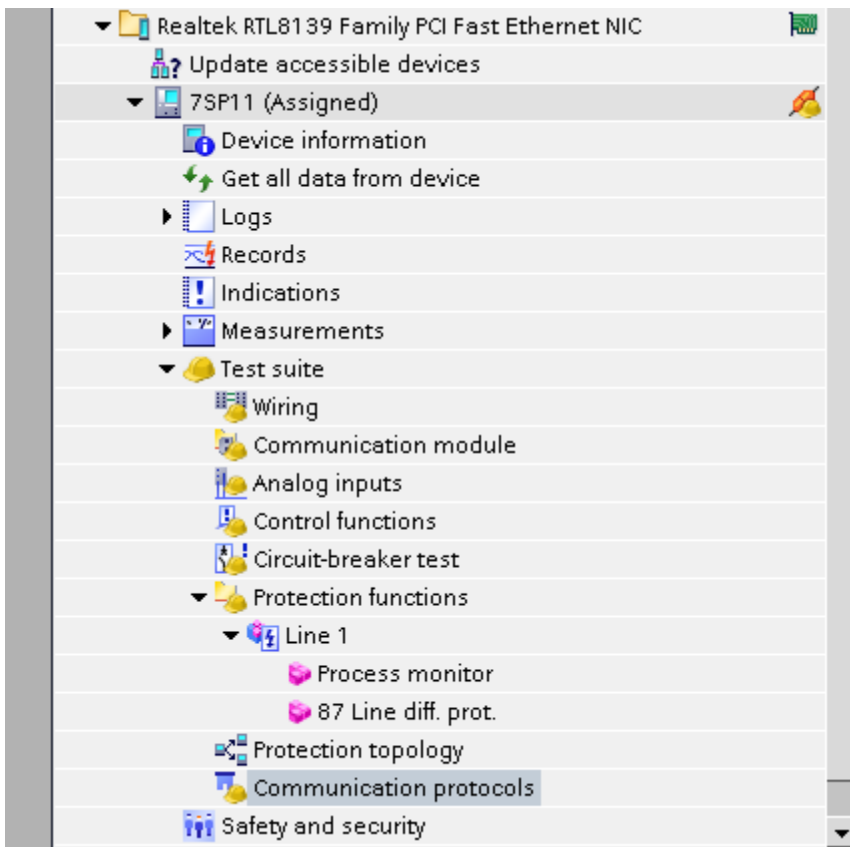 Realtek RTL8139 Family PCI Fast Ethernet NIC
Update accessible devices
7SP11 (Assigned)
Device information
Get all data from device
Logs
Records
Indications
Measurements
Test suite
Wiring
Communication module
Analog inputs
Control functions
Circuit-breaker test
Protection functions
Line 1
Process monitor
87 Line diff. prot.
Protection topology
Communication protocols
Safety and security